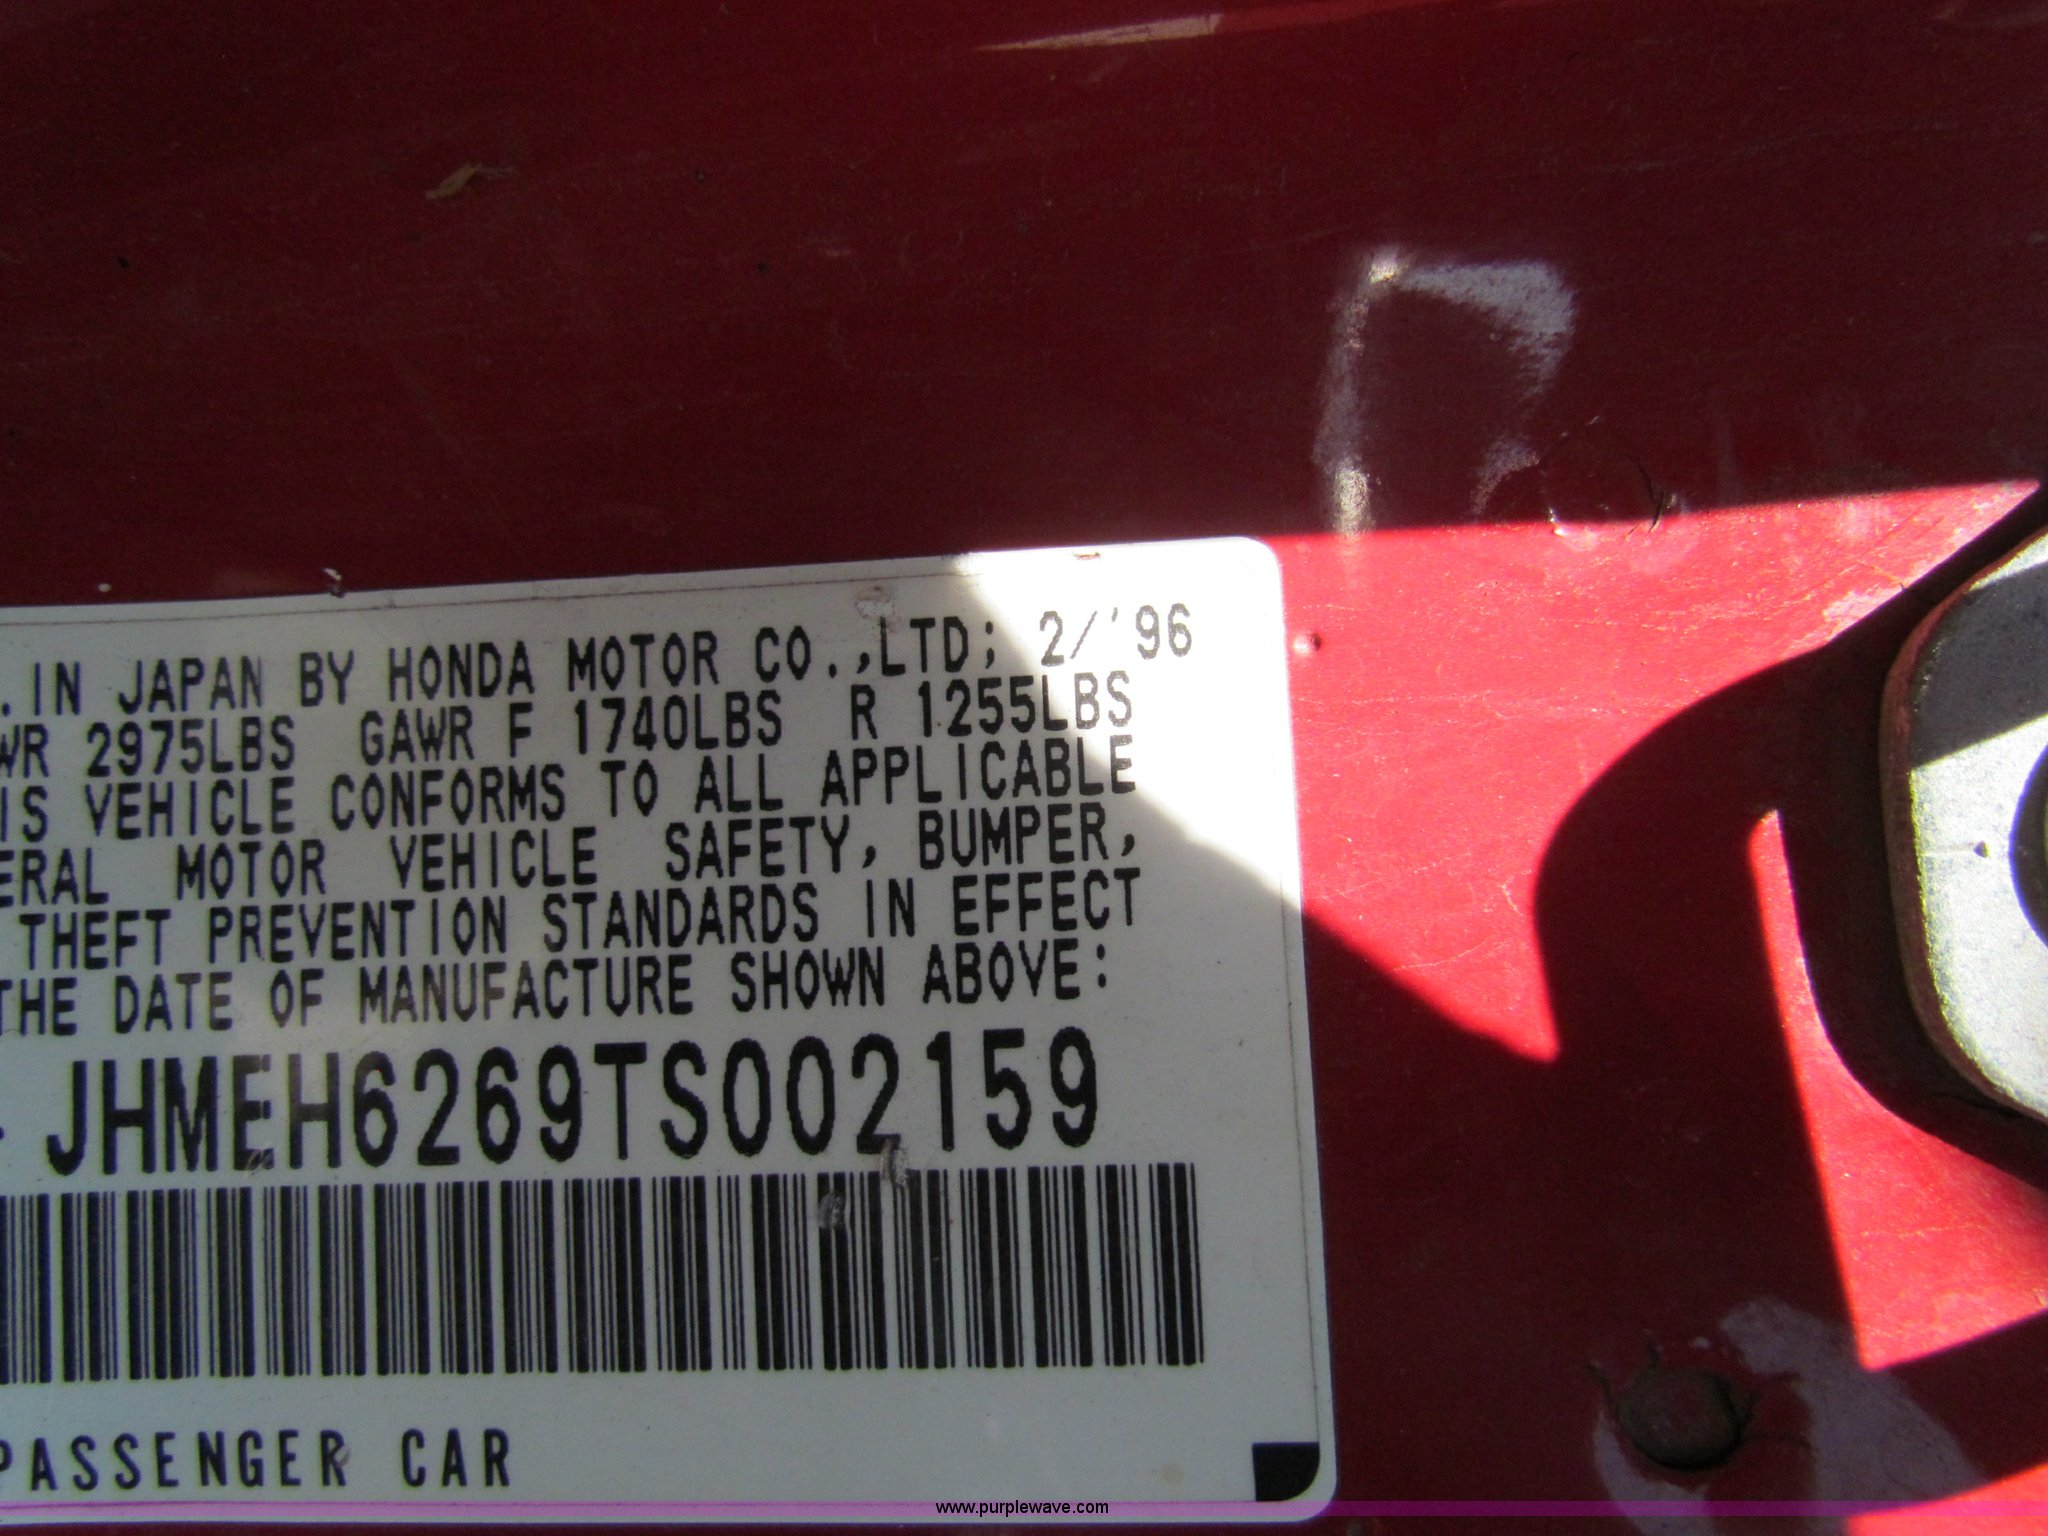 .IN JAPAN BY HONDA MOTOR CO.,LTD; 2/'96
WR 2975LBS GAWR F 1740LBS R 1255LBS
IS VEHICLE CONFORMS TO ALL APPLICABLE
ERAL MOTOR VEHICLE SAFETY, BUMPER,
THEFT PREVENTION STANDARDS IN EFFECT
THE DATE OF MANUFACTURE SHOWN ABOVE:
JHMEH6269TS002159
PASSENGER CAR
www.purplewave.com